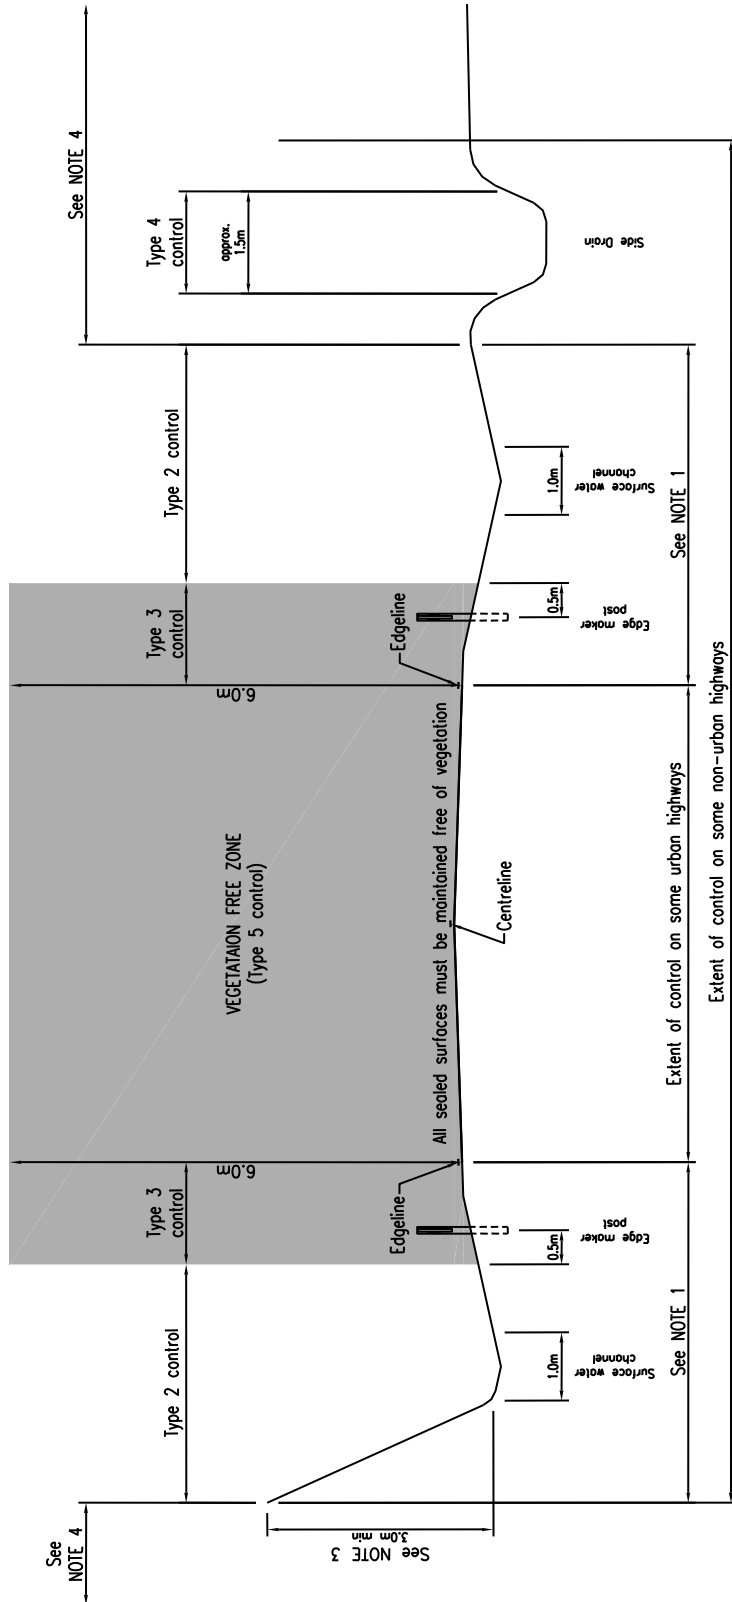 See
NOTE 4
See NOTE 4
Type 2 control
Type 3
control
Type 3
control
Type 2 control
Type 4
control
approx.
1.5m
VEGETATAION FREE ZONE
(Type 5 control)
6.0m
6.0m
See NOTE 3
3.0m min
Edgeline
All sealed surfaces must be maintained free of vegetation
Edgeline
Centreline
1.0m
Surface water
channel
0.5m
Edge maker
post
0.5m
Edge maker
post
1.0m
Surface water
channel
Side Drain
See NOTE 1
Extent of control on some urban highways
See NOTE 1
Extent of control on some non-urban highways